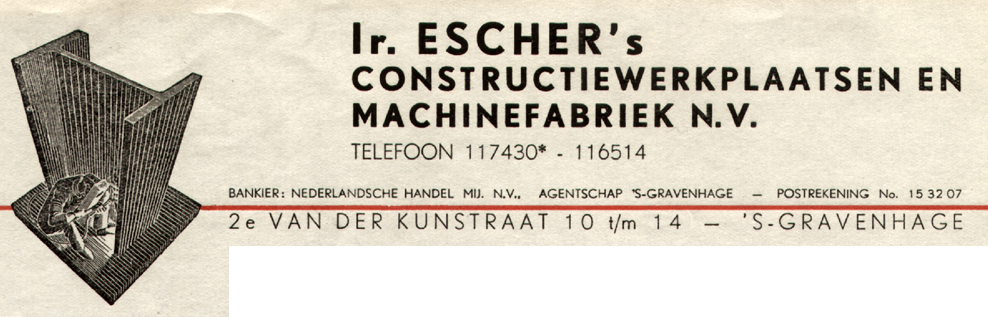 Ir. ESCHER's
CONSTRUCTIEWERKPLAATSEN EN
MACHINEFABRIEK N.V.
TELEFOON 117430* - 116514
BANKIER: NEDERLANDSCHE HANDEL MIJ. N.V., AGENTSCHAP 'S-GRAVENHAGE — POSTREKENING No. 15 32 07
2e VAN DER KUNSTRAAT 10 t/m 14 — 'S-GRAVENHAGE